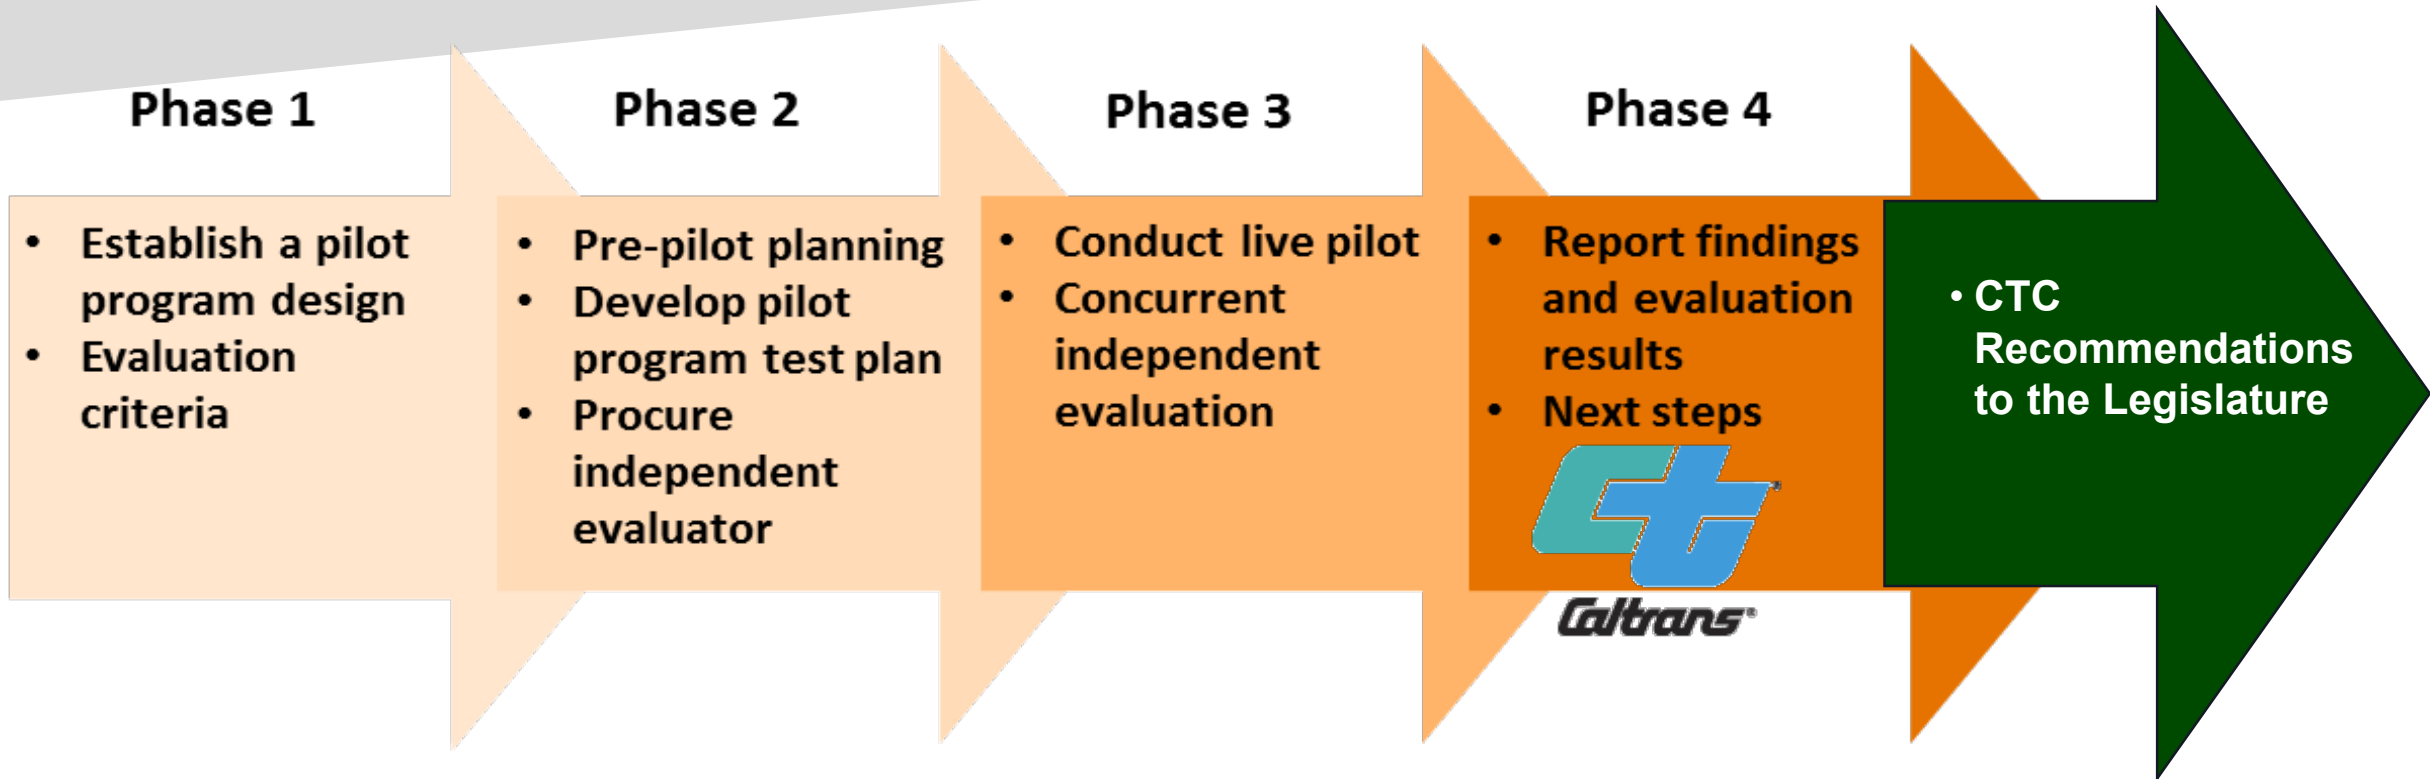 Phase 1
• Establish a pilot
program design
• Evaluation
criteria
Phase 2
• Pre-pilot planning
• Develop pilot
program test plan
• Procure
independent
evaluator
Phase 3
• Conduct live pilot
• Concurrent
independent
evaluation
Phase 4
• Report findings
and evaluation
results
• Next steps
Ct®
Caltrans®
• CTC
Recommendations
to the Legislature